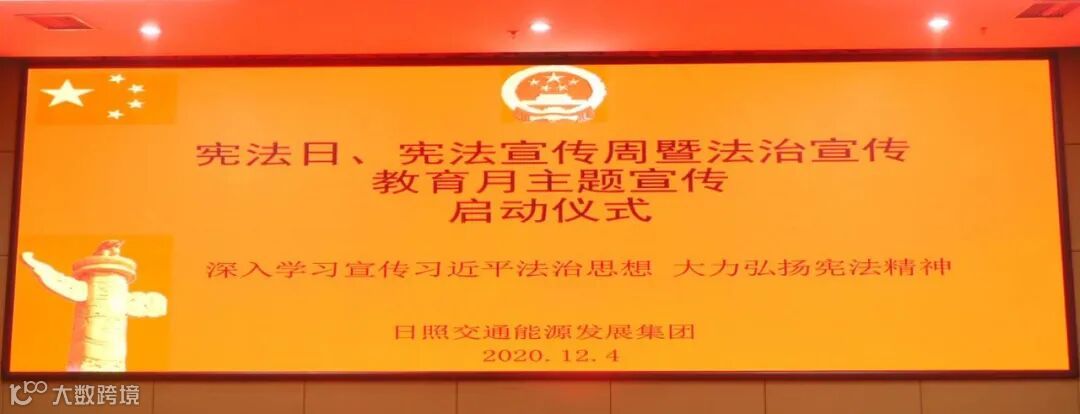 宪法日、宪法宣传周暨法治宣传
教育月主题宣传
启动仪式
深入学习宣传习近平法治思想 大力弘扬宪法精神
日照交通能源发展集团
2020.12.4
大数跨境